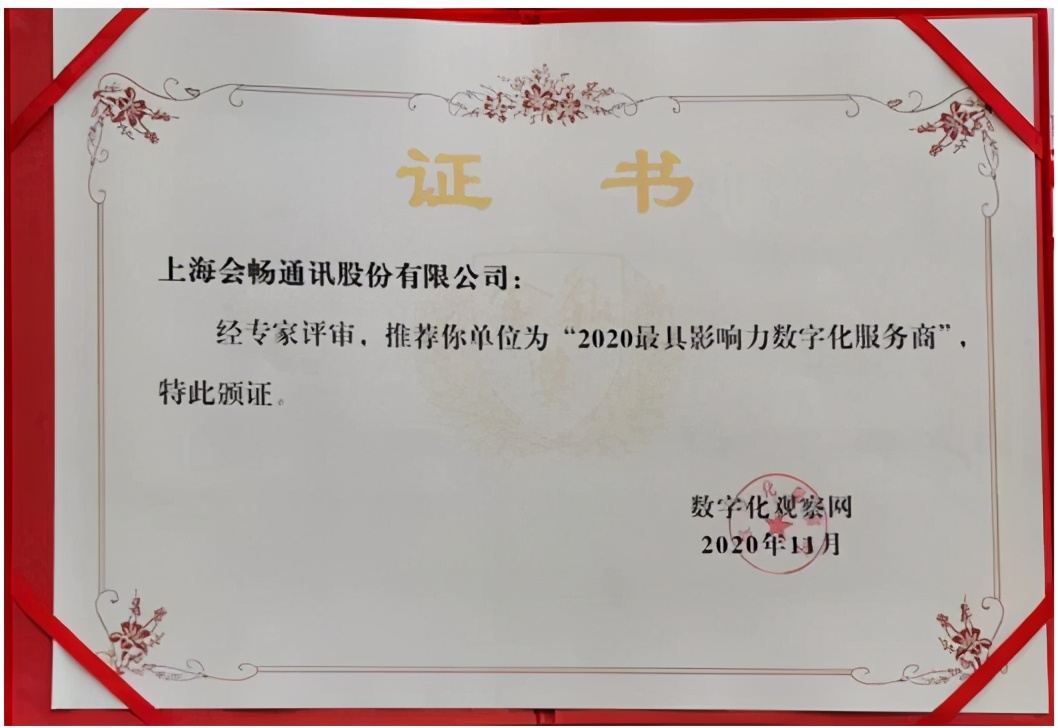 证 书
上海会畅通讯股份有限公司：
经专家评审，推荐你单位为“2020最具影响力数字化服务商”，
特此颁证。
数字化观察网
2020年11月